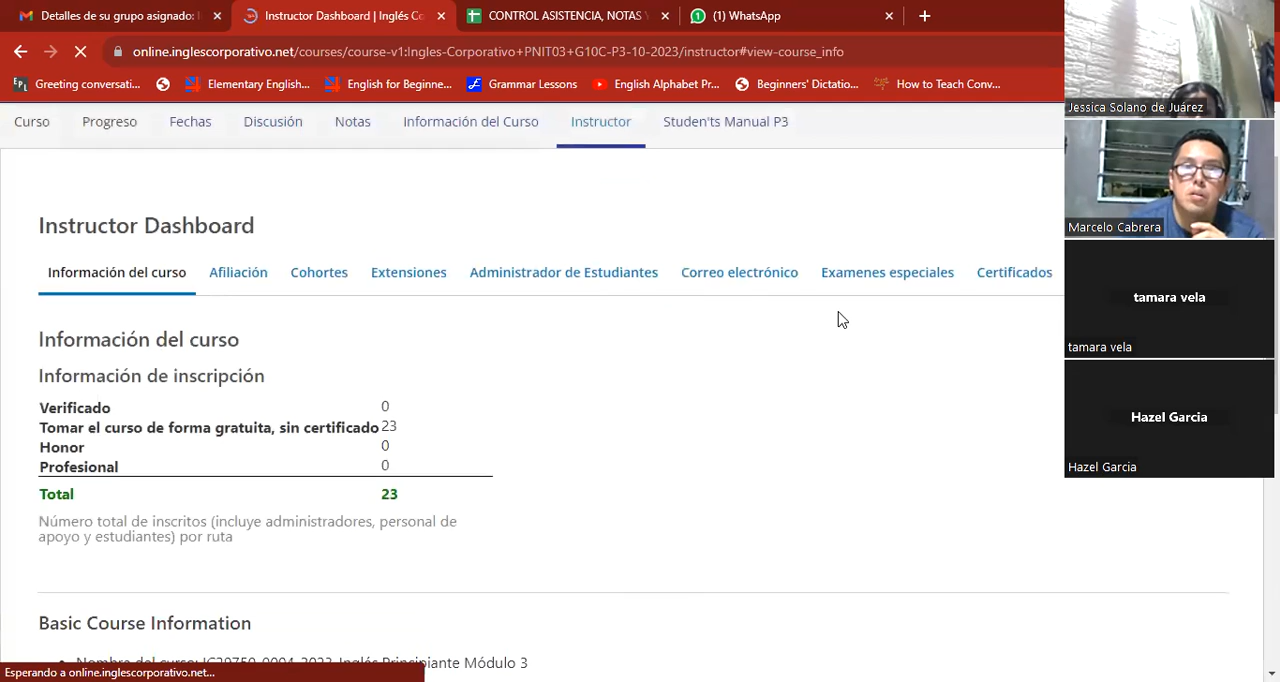 Detalles de su grupo asignado:
Instructor Dashboard | Inglés Co
CONTROL ASISTENCIA, NOTAS Y
(1) WhatsApp
online.inglescorporativo.net/courses/course-v1:Ingles-Corporativo+PNIT03+G10C-P3-10-2023/instructor#view-course_info
Greeting conversati...
Elementary English...
English for Beginne...
Grammar Lessons
English Alphabet Pr...
Beginners' Dictatio...
How to Teach Conv...
Curso
Progreso
Fechas
Discusión
Notas
Información del Curso
Instructor
Studen'ts Manual P3
Instructor Dashboard
Información del curso
Afiliación
Cohortes
Extensiones
Administrador de Estudiantes
Correo electrónico
Examenes especiales
Certificados
Información del curso
Información de inscripción
Verificado 0
Tomar el curso de forma gratuita, sin certificado 23
Honor 0
Profesional 0
Total 23
Número total de inscritos (incluye administradores, personal de
apoyo y estudiantes) por ruta
Basic Course Information
Nombre del curso: IC29750-0004-2023-Inglés Principiante Módulo 3
Esperando a online.inglescorporativo.net...
Jessica Solano de Juárez
Marcelo Cabrera
tamara vela
tamara vela
Hazel Garcia
Hazel Garcia